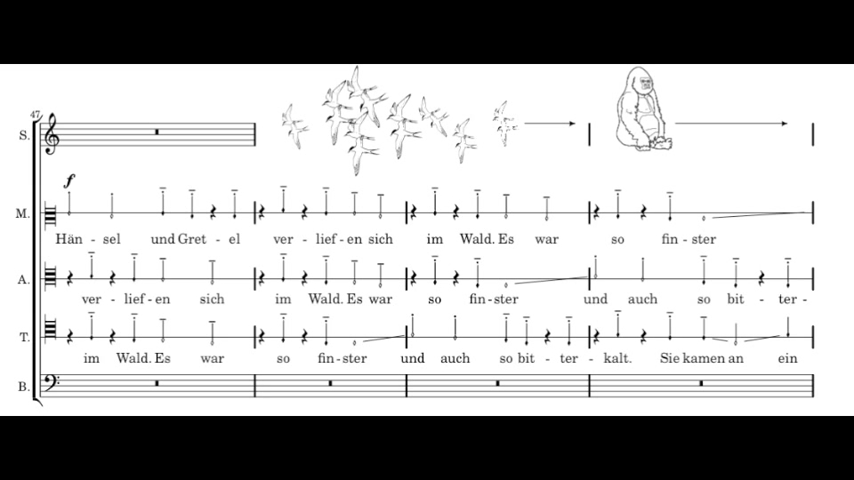 47
S.
f
M.
Hän - sel und Gret - el ver - lief - en sich im Wald. Es war so fin - ster
A.
ver - lief - en sich im Wald. Es war so fin - ster und auch so bit - ter -
T.
im Wald. Es war so fin - ster und auch so bit - ter - kalt. Sie kamen an ein
B.